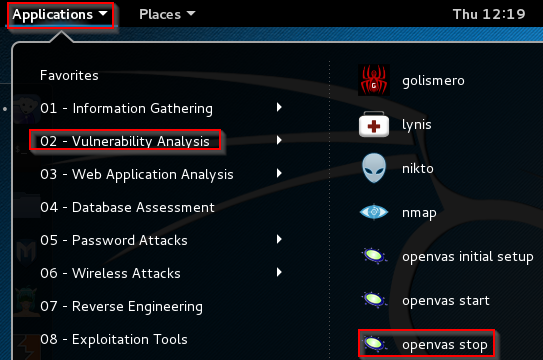 Applications Places Thu 12:19
Favorites
01 - Information Gathering
02 - Vulnerability Analysis
03 - Web Application Analysis
04 - Database Assessment
05 - Password Attacks
06 - Wireless Attacks
07 - Reverse Engineering
08 - Exploitation Tools
golismero
lynis
nikto
nmap
openvas initial setup
openvas start
openvas stop